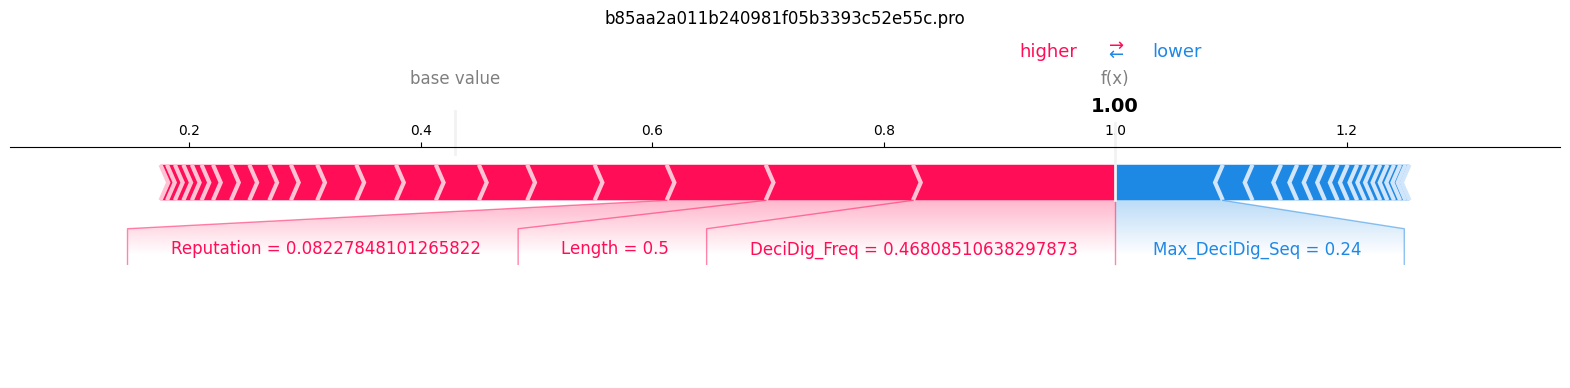 b85aa2a011b240981f05b3393c52e55c.pro
higher ⇄ lower
base value f(x)
1.00
0.2 0.4 0.6 0.8 1.0 1.2
Reputation = 0.08227848101265822 Length = 0.5 DeciDig_Freq = 0.46808510638297873 Max_DeciDig_Seq = 0.24